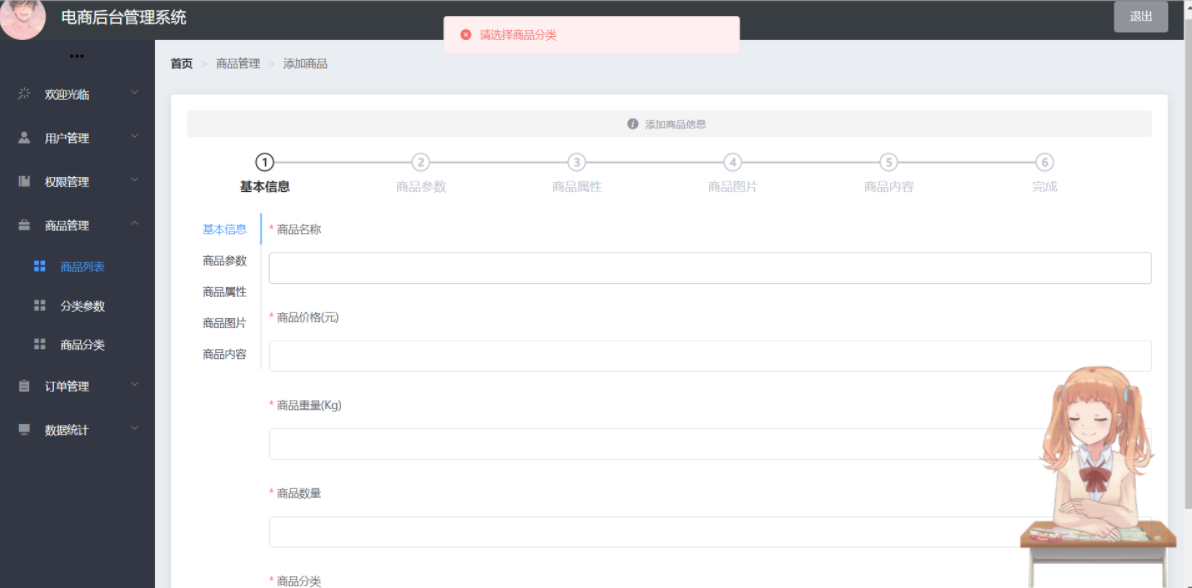 电商后台管理系统
退出
请选择商品分类
•••
首页 > 商品管理 > 添加商品
欢迎光临
用户管理
权限管理
商品管理
商品列表
分类参数
商品分类
订单管理
数据统计
添加商品信息
1 2 3 4 5 6
基本信息 商品参数 商品属性 商品图片 商品内容 完成
基本信息
商品参数
商品属性
商品图片
商品内容
* 商品名称
* 商品价格(元)
* 商品重量(Kg)
* 商品数量
* 商品分类